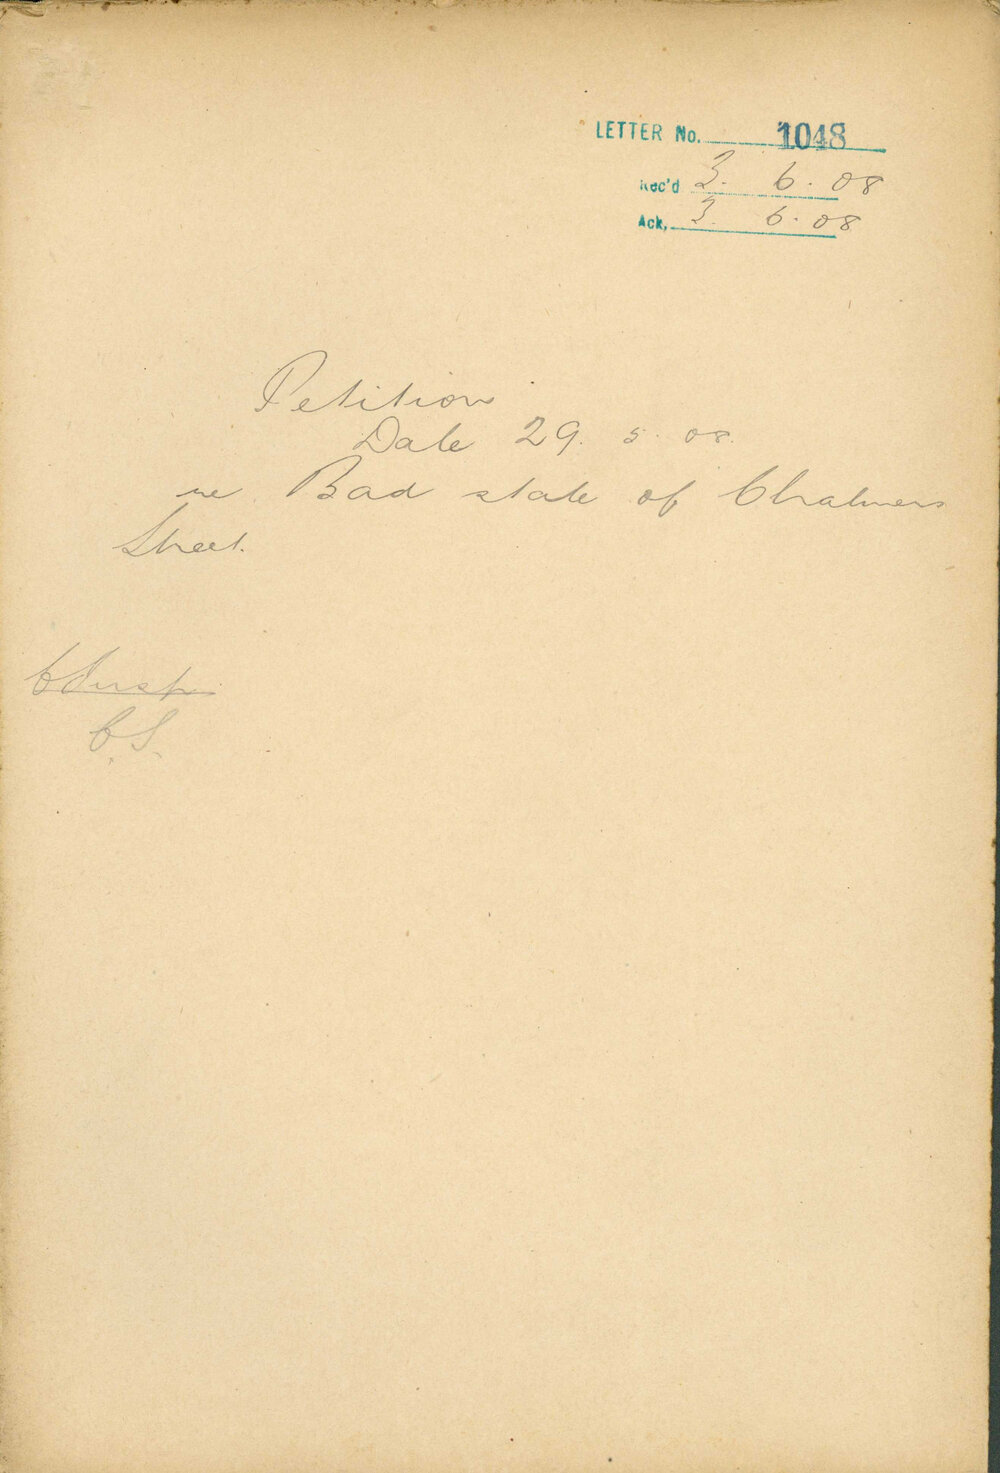 LETTER No. 1048
Rec'd 3. 6. 08
Ack, 3. 6. 08
Petition
Date 29. 5. 08.
re Bad state of Chalmers
Street.
C. S.